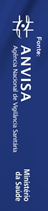 Fonte:
ANVISA
Agência Nacional de Vigilância Sanitária
Ministério
da Saúde